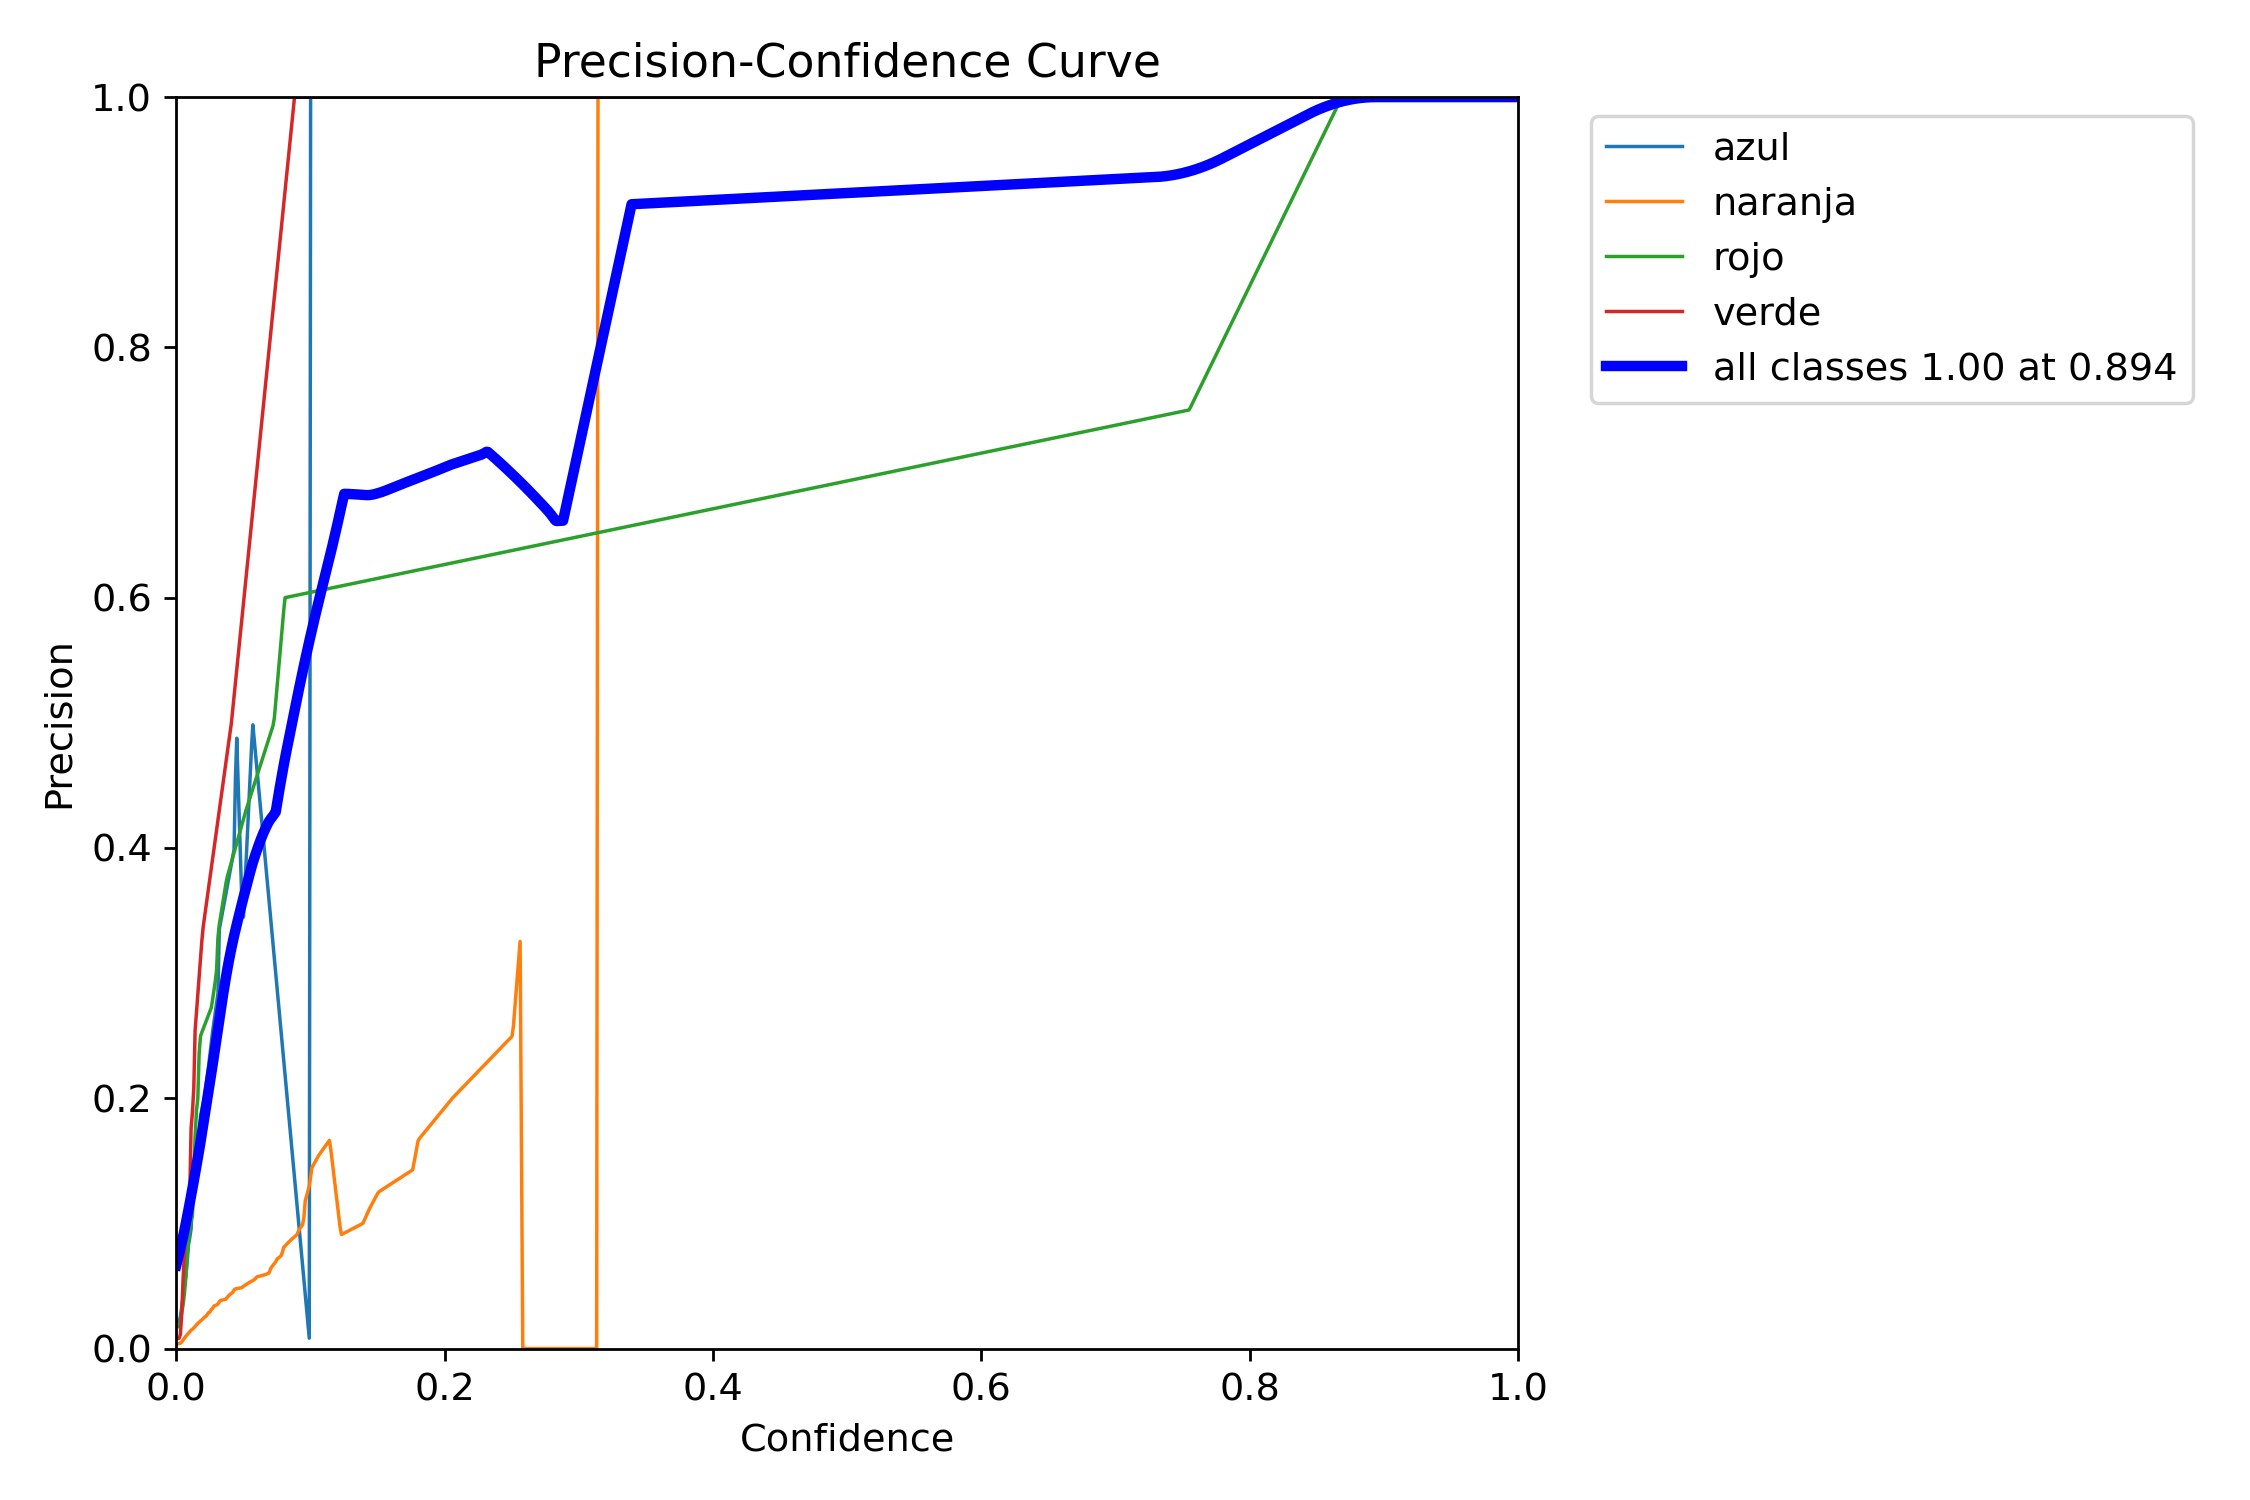 Precision-Confidence Curve
1.0
0.8
0.6
0.4
0.2
0.0
Precision
0.0 0.2 0.4 0.6 0.8 1.0
Confidence
azul
naranja
rojo
verde
all classes 1.00 at 0.894